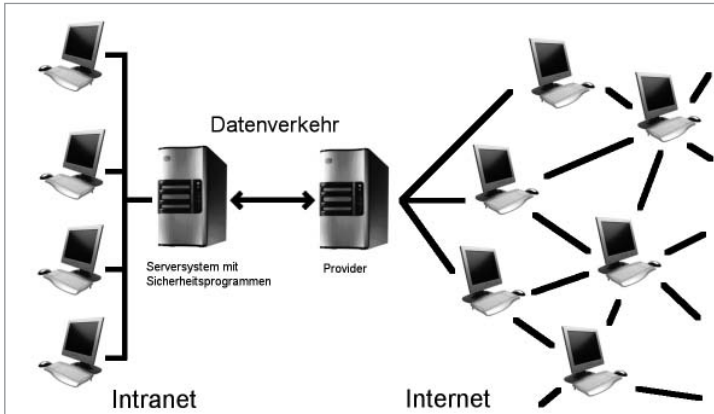 Datenverkehr
Serversystem mit
Sicherheitsprogrammen
Provider
Intranet
Internet